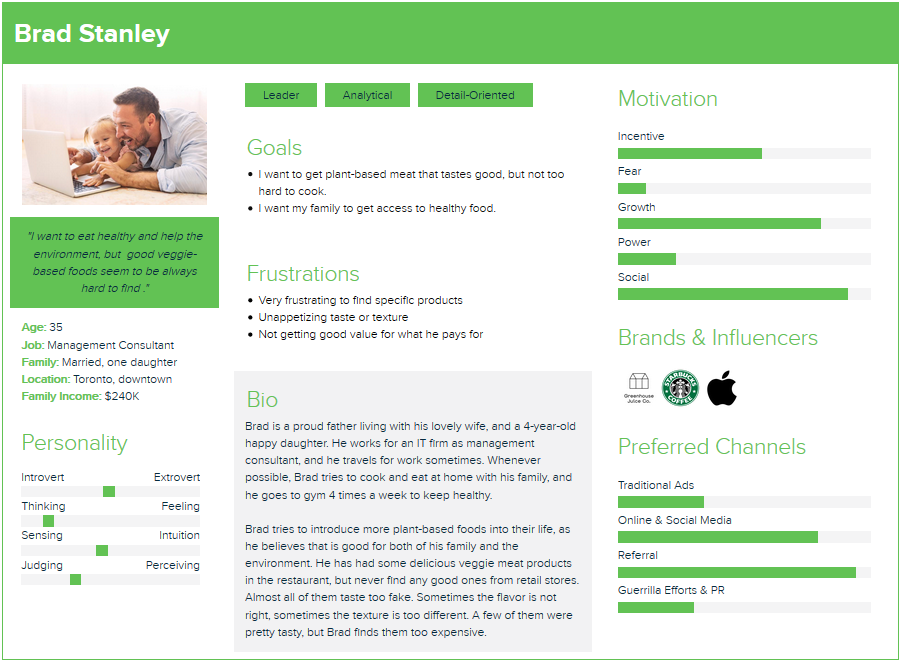 Brad Stanley
"I want to eat healthy and help the
environment, but  good veggie-
based foods seem to be always
hard to find ."
Age: 35
Job: Management Consultant
Family: Married, one daughter
Location: Toronto, downtown
Family Income: $240K
Personality
Introvert Extrovert
Thinking Feeling
Sensing Intuition
Judging Perceiving
Leader Analytical Detail-Oriented
Goals
• I want to get plant-based meat that tastes good, but not too
hard to cook.
• I want my family to get access to healthy food.
Frustrations
• Very frustrating to find specific products
• Unappetizing taste or texture
• Not getting good value for what he pays for
Bio
Brad is a proud father living with his lovely wife, and a 4-year-old
happy daughter. He works for an IT firm as management
consultant, and he travels for work sometimes. Whenever
possible, Brad tries to cook and eat at home with his family, and
he goes to gym 4 times a week to keep healthy.
Brad tries to introduce more plant-based foods into their life, as
he believes that is good for both of his family and the
environment. He has had some delicious veggie meat products
in the restaurant, but never find any good ones from retail stores.
Almost all of them taste too fake. Sometimes the flavor is not
right, sometimes the texture is too different. A few of them were
pretty tasty, but Brad finds them too expensive.
Motivation
Incentive
Fear
Growth
Power
Social
Brands & Influencers
Greenhouse
Juice Co.
STARBUCKS
COFFEE
Preferred Channels
Traditional Ads
Online & Social Media
Referral
Guerrilla Efforts & PR